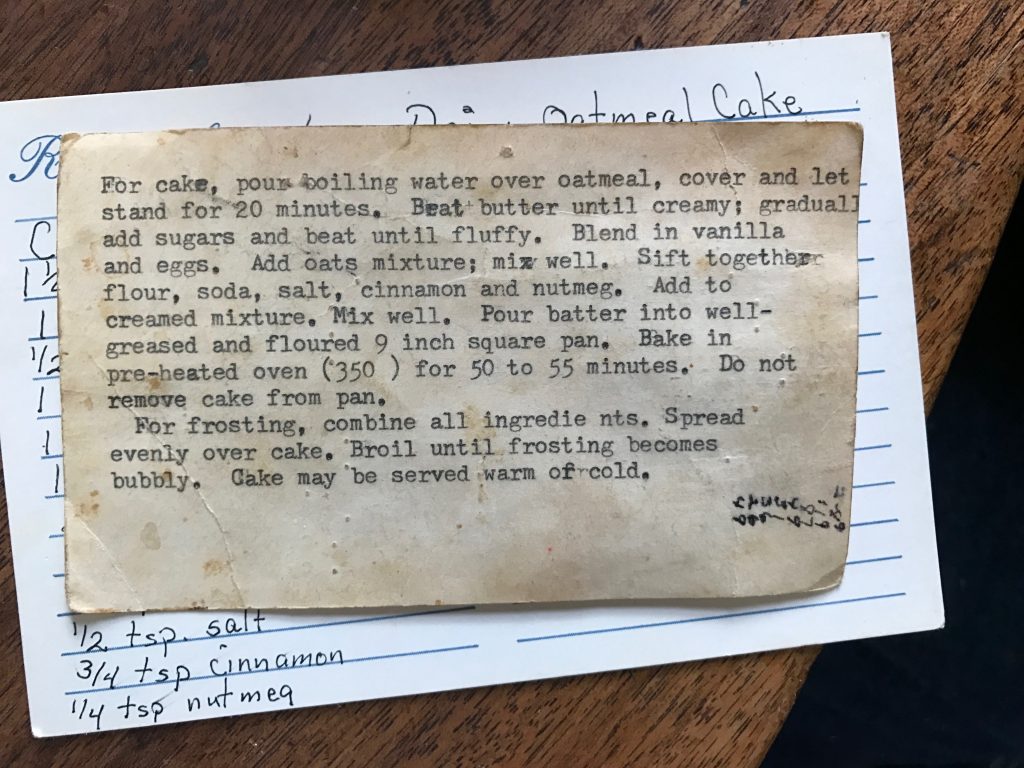 Oatmeal Cake
For cake, pour boiling water over oatmeal, cover and let
stand for 20 minutes. Beat butter until creamy; graduall
add sugars and beat until fluffy. Blend in vanilla
and eggs. Add oats mixture; mix well. Sift together
flour, soda, salt, cinnamon and nutmeg. Add to
creamed mixture. Mix well. Pour batter into well-
greased and floured 9 inch square pan. Bake in
pre-heated oven (350 ) for 50 to 55 minutes. Do not
remove cake from pan.
For frosting, combine all ingredie nts. Spread
evenly over cake. Broil until frosting becomes
bubbly. Cake may be served warm of cold.
1/2 tsp. salt
3/4 tsp cinnamon
1/4 tsp nutmeg